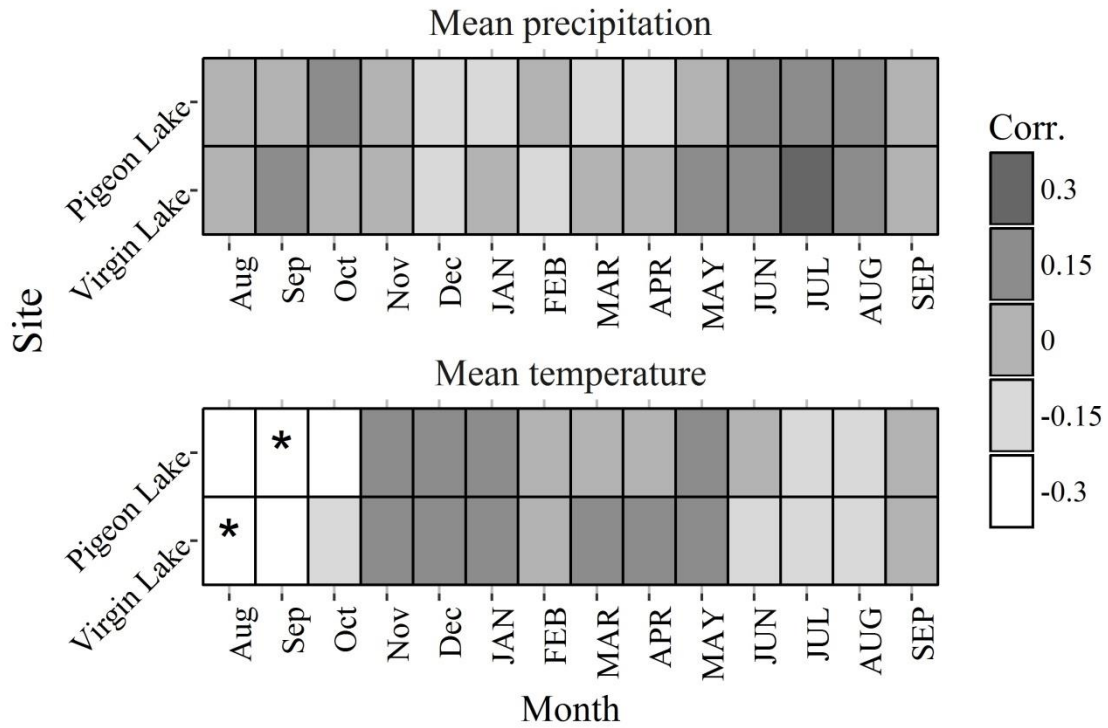 Mean precipitation
Pigeon Lake-
Virgin Lake-
Aug Sep Oct Nov Dec JAN FEB MAR APR MAY JUN JUL AUG SEP
Site
Mean temperature
Pigeon Lake-
*
Virgin Lake-
*
Aug Sep Oct Nov Dec JAN FEB MAR APR MAY JUN JUL AUG SEP
Month
Corr.
0.3
0.15
0
-0.15
-0.3